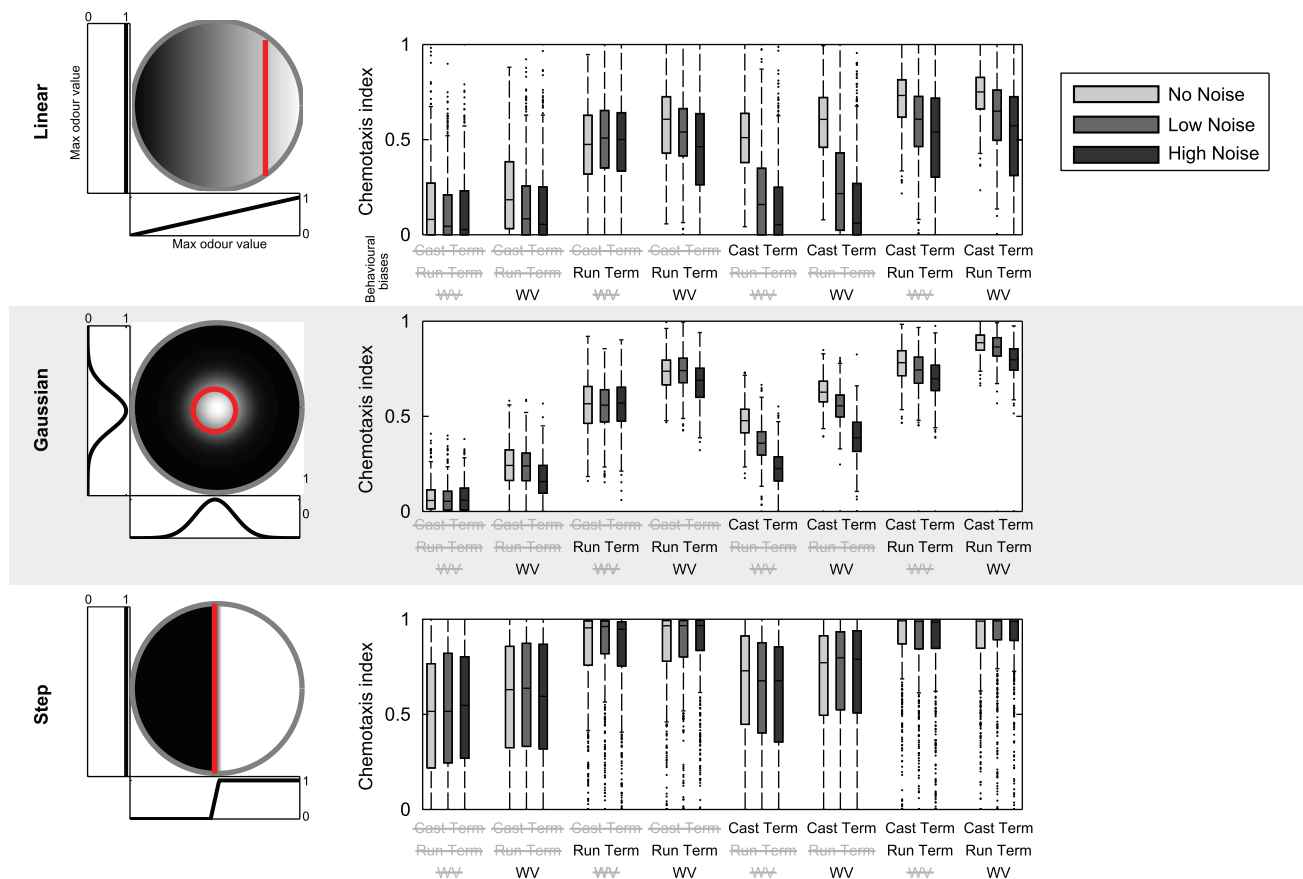 Linear
0 1
Max odour value
1
0
Max odour value
Chemotaxis index
1
0.5
0
No Noise
Low Noise
High Noise
Behavioural
biases
Cast Term Cast Term Cast Term Cast Term Cast Term Cast Term Cast Term Cast Term
Run Term Run Term Run Term Run Term Run Term Run Term Run Term Run Term
WV WV WV WV WV WV WV WV
Gaussian
0 1
1
0
Chemotaxis index
1
0.5
0
Cast Term Cast Term Cast Term Cast Term Cast Term Cast Term Cast Term Cast Term
Run Term Run Term Run Term Run Term Run Term Run Term Run Term Run Term
WV WV WV WV WV WV WV WV
Step
0 1
1
0
Chemotaxis index
1
0.5
0
Cast Term Cast Term Cast Term Cast Term Cast Term Cast Term Cast Term Cast Term
Run Term Run Term Run Term Run Term Run Term Run Term Run Term Run Term
WV WV WV WV WV WV WV WV